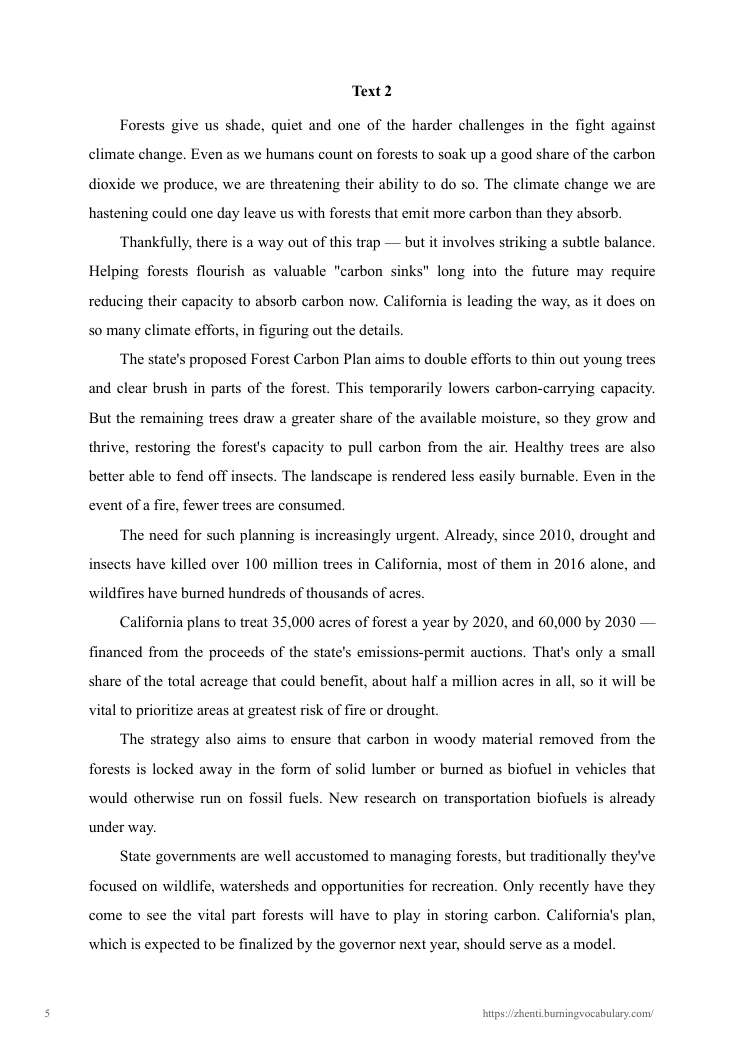 Text 2
Forests give us shade, quiet and one of the harder challenges in the fight against
climate change. Even as we humans count on forests to soak up a good share of the carbon
dioxide we produce, we are threatening their ability to do so. The climate change we are
hastening could one day leave us with forests that emit more carbon than they absorb.
Thankfully, there is a way out of this trap — but it involves striking a subtle balance.
Helping forests flourish as valuable "carbon sinks" long into the future may require
reducing their capacity to absorb carbon now. California is leading the way, as it does on
so many climate efforts, in figuring out the details.
The state's proposed Forest Carbon Plan aims to double efforts to thin out young trees
and clear brush in parts of the forest. This temporarily lowers carbon-carrying capacity.
But the remaining trees draw a greater share of the available moisture, so they grow and
thrive, restoring the forest's capacity to pull carbon from the air. Healthy trees are also
better able to fend off insects. The landscape is rendered less easily burnable. Even in the
event of a fire, fewer trees are consumed.
The need for such planning is increasingly urgent. Already, since 2010, drought and
insects have killed over 100 million trees in California, most of them in 2016 alone, and
wildfires have burned hundreds of thousands of acres.
California plans to treat 35,000 acres of forest a year by 2020, and 60,000 by 2030 —
financed from the proceeds of the state's emissions-permit auctions. That's only a small
share of the total acreage that could benefit, about half a million acres in all, so it will be
vital to prioritize areas at greatest risk of fire or drought.
The strategy also aims to ensure that carbon in woody material removed from the
forests is locked away in the form of solid lumber or burned as biofuel in vehicles that
would otherwise run on fossil fuels. New research on transportation biofuels is already
under way.
State governments are well accustomed to managing forests, but traditionally they've
focused on wildlife, watersheds and opportunities for recreation. Only recently have they
come to see the vital part forests will have to play in storing carbon. California's plan,
which is expected to be finalized by the governor next year, should serve as a model.
5 https://zhenti.burningvocabulary.com/